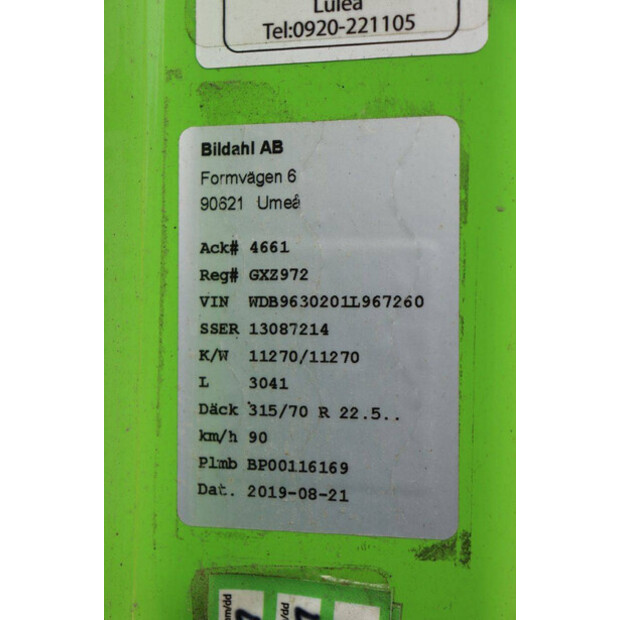 Luleå
Tel:0920-221105
Bildahl AB
Formvägen 6
90621 Umeå
Ack# 4661
Reg# GXZ972
VIN WDB9630201L967260
SSER 13087214
K/W 11270/11270
L 3041
Däck 315/70 R 22.5..
km/h 90
Plmb BP00116169
Dat. 2019-08-21